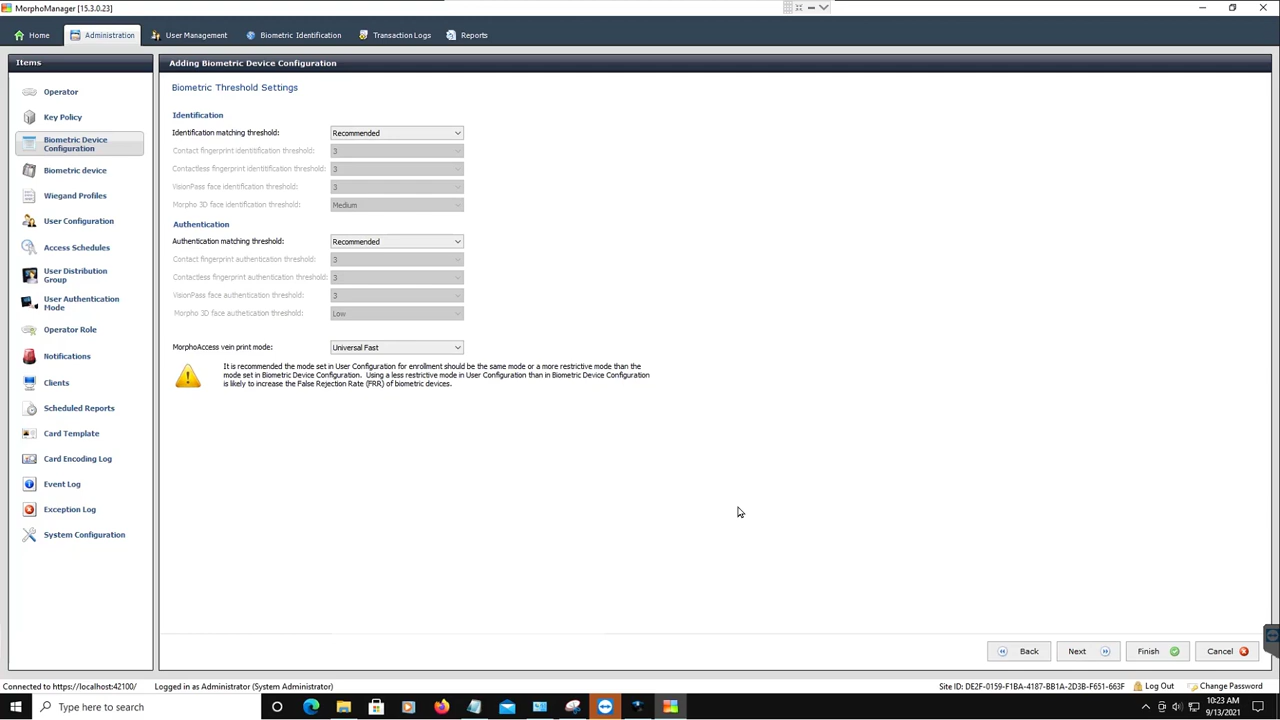 MorphoManager [15.3.0.23]
Home
Administration
User Management
Biometric Identification
Transaction Logs
Reports
Items
Operator
Key Policy
Biometric Device
Configuration
Biometric device
Wiegand Profiles
User Configuration
Access Schedules
User Distribution
Group
User Authentication
Mode
Operator Role
Notifications
Clients
Scheduled Reports
Card Template
Card Encoding Log
Event Log
Exception Log
System Configuration
Adding Biometric Device Configuration
Biometric Threshold Settings
Identification
Identification matching threshold: Recommended
Contact fingerprint identitification threshold: 3
Contactless fingerprint identitification threshold: 3
VisionPass face identification threshold: 3
Morpho 3D face identification threshold: Medium
Authentication
Authentication matching threshold: Recommended
Contact fingerprint authentication threshold: 3
Contactless fingerprint authentication threshold: 3
VisionPass face authentication threshold: 3
Morpho 3D face authetication threshold: Low
MorphoAccess vein print mode: Universal Fast
It is recommended the mode set in User Configuration for enrollment should be the same mode or a more restrictive mode than the
mode set in Biometric Device Configuration. Using a less restrictive mode in User Configuration than in Biometric Device Configuration
is likely to increase the False Rejection Rate (FRR) of biometric devices.
Back
Next
Finish
Cancel
Connected to https://localhost:42100/
Logged in as Administrator (System Administrator)
Site ID: DE2F-0159-F1BA-4187-BB1A-2D3B-F651-663F
Log Out
Change Password
Type here to search
10:23 AM
9/13/2021